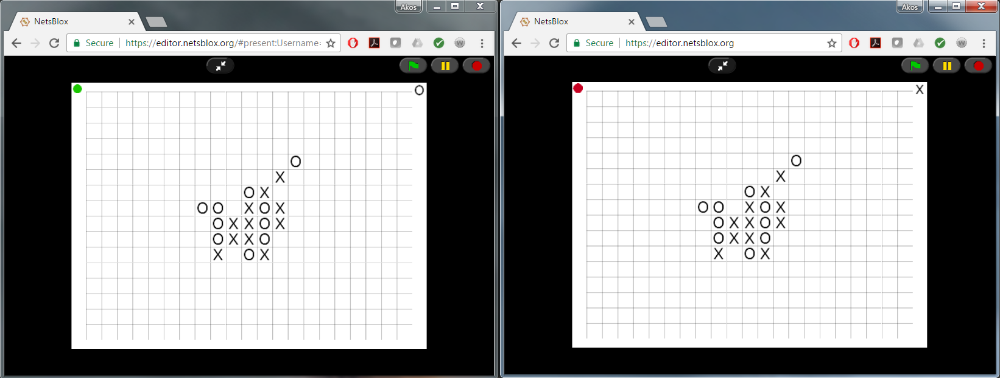 Akos
NetsBlox
Secure https://editor.netsblox.org/#present:Username=
W
O
O
X
O X
O O X O X
O X X O X
O X X O
X O X
Akos
NetsBlox
Secure https://editor.netsblox.org
W
X
O
X
O X
O O X O X
O X X O X
O X X O
X O X